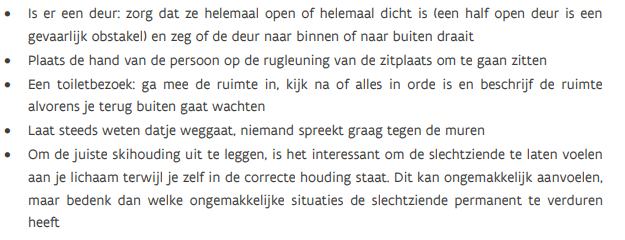 • Is er een deur: zorg dat ze helemaal open of helemaal dicht is (een half open deur is een
gevaarlijk obstakel) en zeg of de deur naar binnen of naar buiten draait
• Plaats de hand van de persoon op de rugleuning van de zitplaats om te gaan zitten
• Een toiletbezoek: ga mee de ruimte in, kijk na of alles in orde is en beschrijf de ruimte
alvorens je terug buiten gaat wachten
• Laat steeds weten datje weggaat, niemand spreekt graag tegen de muren
• Om de juiste skihouding uit te leggen, is het interessant om de slechtziende te laten voelen
aan je lichaam terwijl je zelf in de correcte houding staat. Dit kan ongemakkelijk aanvoelen,
maar bedenk dan welke ongemakkelijke situaties de slechtziende permanent te verduren
heeft